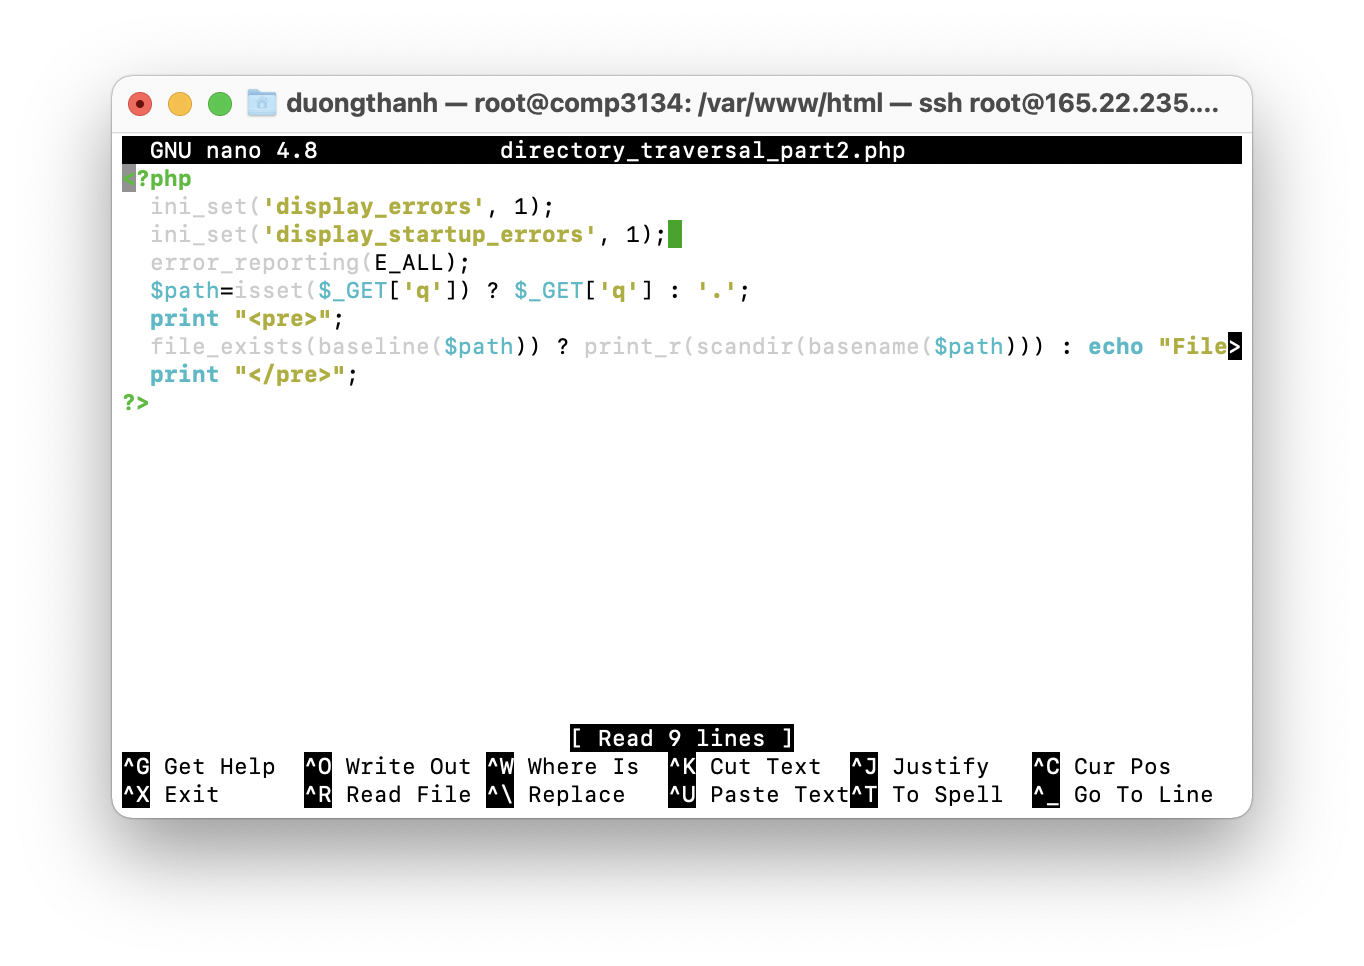 duongthanh — root@comp3134: /var/www/html — ssh root@165.22.235....
GNU nano 4.8 directory_traversal_part2.php
<?php
ini_set('display_errors', 1);
ini_set('display_startup_errors', 1);
error_reporting(E_ALL);
$path=isset($_GET['q']) ? $_GET['q'] : '.';
print "<pre>";
file_exists(baseline($path)) ? print_r(scandir(basename($path))) : echo "File>
print "</pre>";
?>
[ Read 9 lines ]
^G Get Help ^O Write Out ^W Where Is ^K Cut Text ^J Justify ^C Cur Pos
^X Exit ^R Read File ^\ Replace ^U Paste Text ^T To Spell ^_ Go To Line